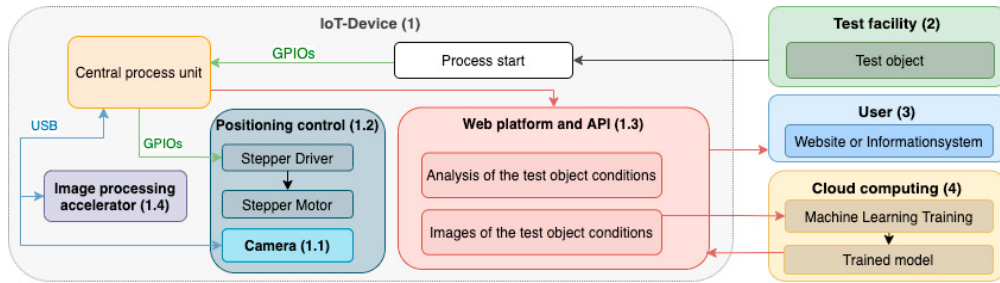 IoT-Device (1)
Test facility (2)
Test object
GPIOs
Process start
Central process unit
USB
GPIOs
Positioning control (1.2)
Stepper Driver
Stepper Motor
Camera (1.1)
Image processing
accelerator (1.4)
Web platform and API (1.3)
Analysis of the test object conditions
Images of the test object conditions
User (3)
Website or Informationsystem
Cloud computing (4)
Machine Learning Training
Trained model